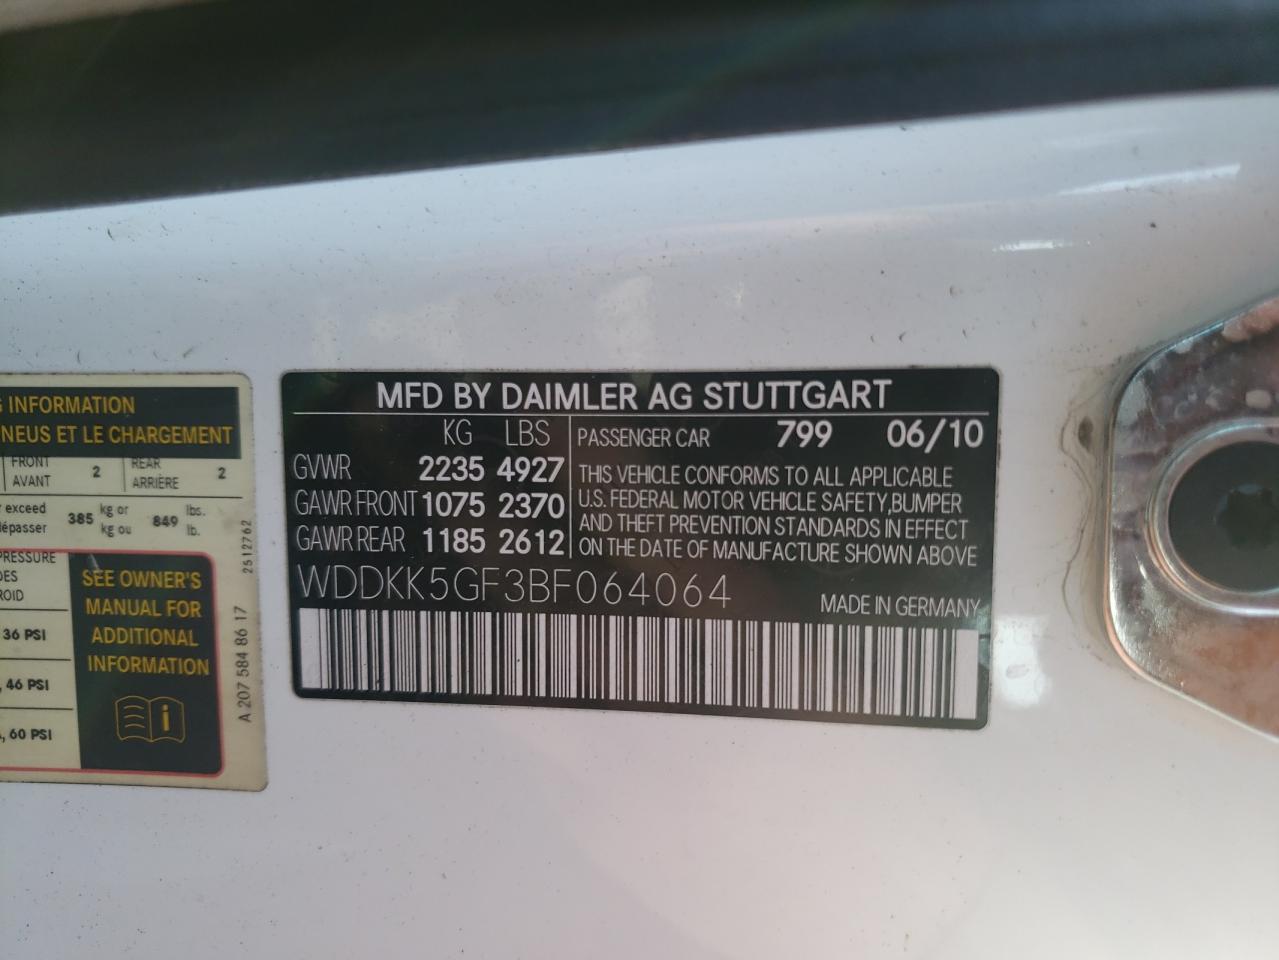 G INFORMATION
NEUS ET LE CHARGEMENT
FRONT AVANT 2 REAR ARRIÈRE 2
exceed 385 kg or 849 lbs.
dépasser kg ou lb.
PRESSURE
36 PSI
, 46 PSI
, 60 PSI
SEE OWNER'S
MANUAL FOR
ADDITIONAL
INFORMATION
i
2512762
A 207 584 86 17
MFD BY DAIMLER AG STUTTGART
KG LBS
GVWR 2235 4927
GAWR FRONT 1075 2370
GAWR REAR 1185 2612
PASSENGER CAR 799 06/10
THIS VEHICLE CONFORMS TO ALL APPLICABLE
U.S. FEDERAL MOTOR VEHICLE SAFETY,BUMPER
AND THEFT PREVENTION STANDARDS IN EFFECT
ON THE DATE OF MANUFACTURE SHOWN ABOVE
WDDKK5GF3BF064064
MADE IN GERMANY